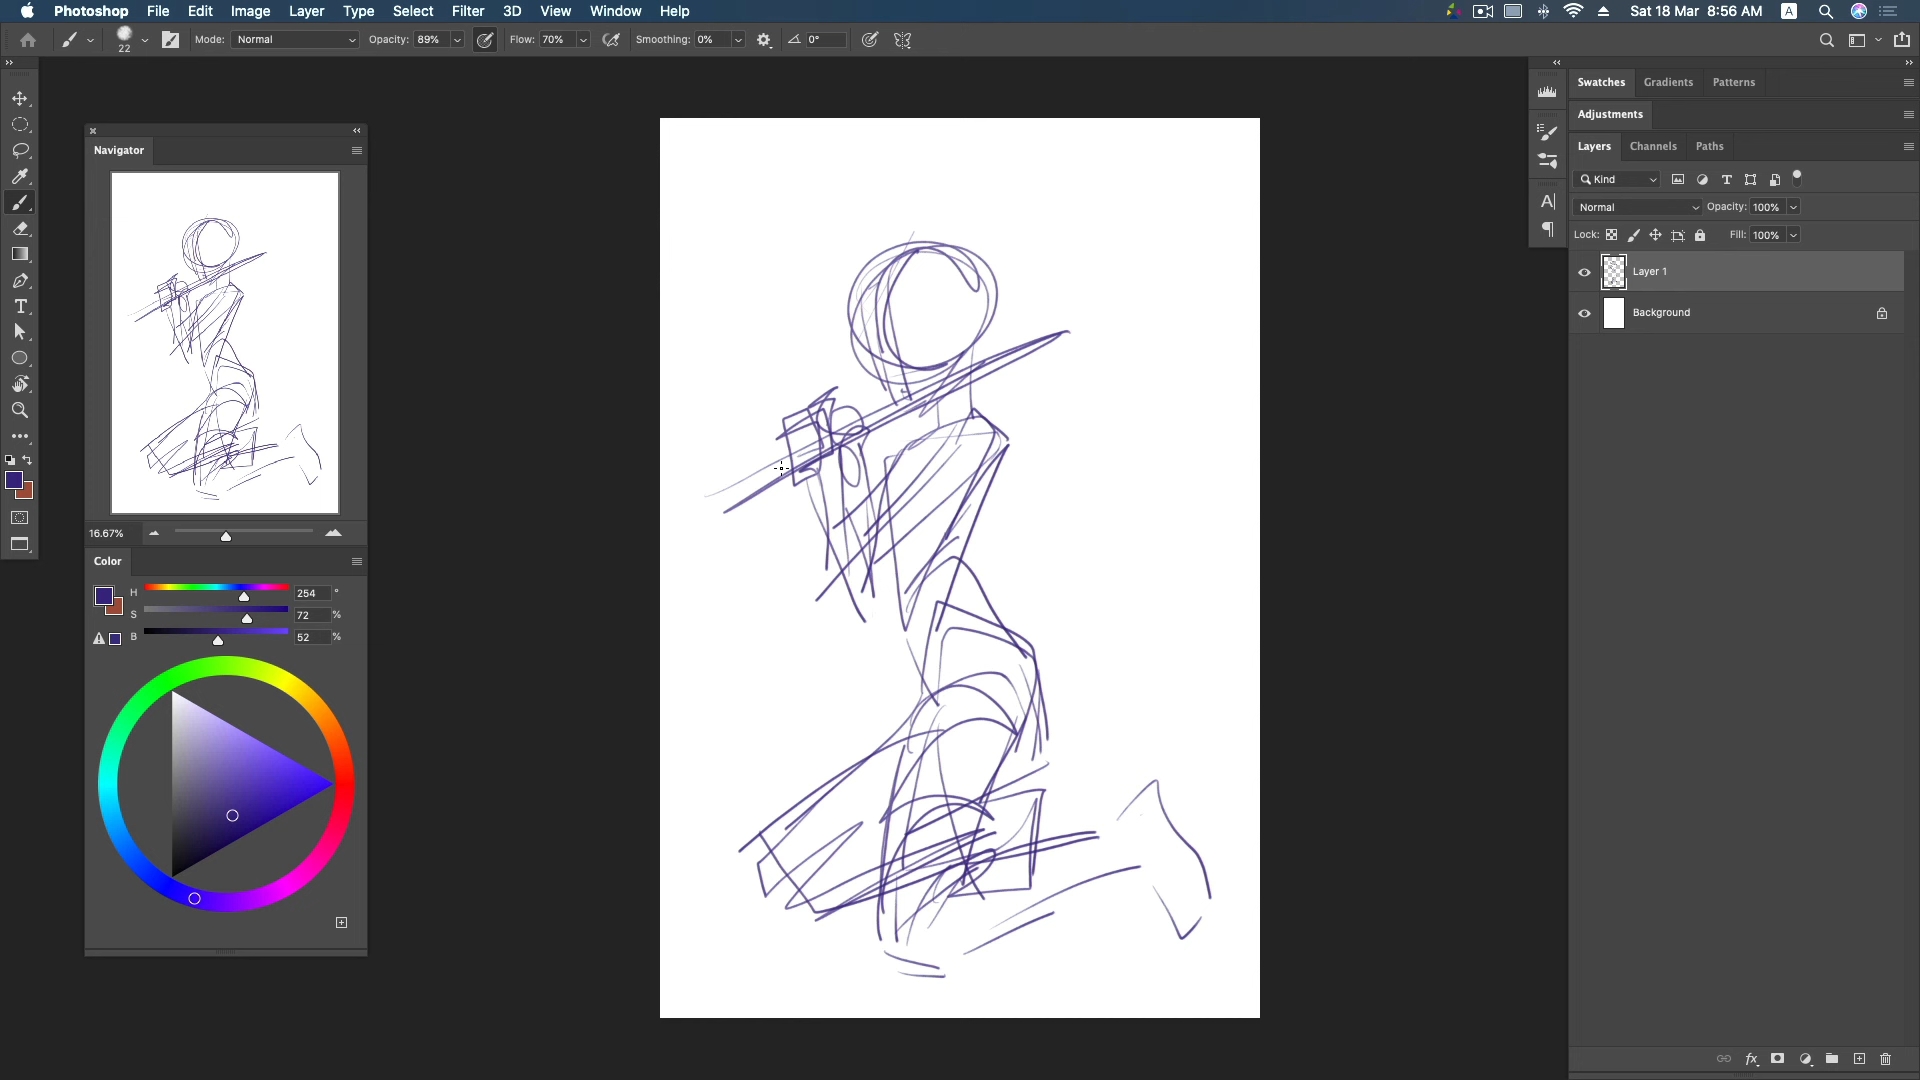 Photoshop File Edit Image Layer Type Select Filter 3D View Window Help Sat 18 Mar 8:56 AM A
22 Mode: Normal Opacity: 89% Flow: 70% Smoothing: 0% 0°
Navigator
16.67%
Color
H 254 °
S 72 %
B 52 %
Swatches Gradients Patterns
Adjustments
Layers Channels Paths
Kind
Normal Opacity: 100%
Lock: Fill: 100%
Layer 1
Background